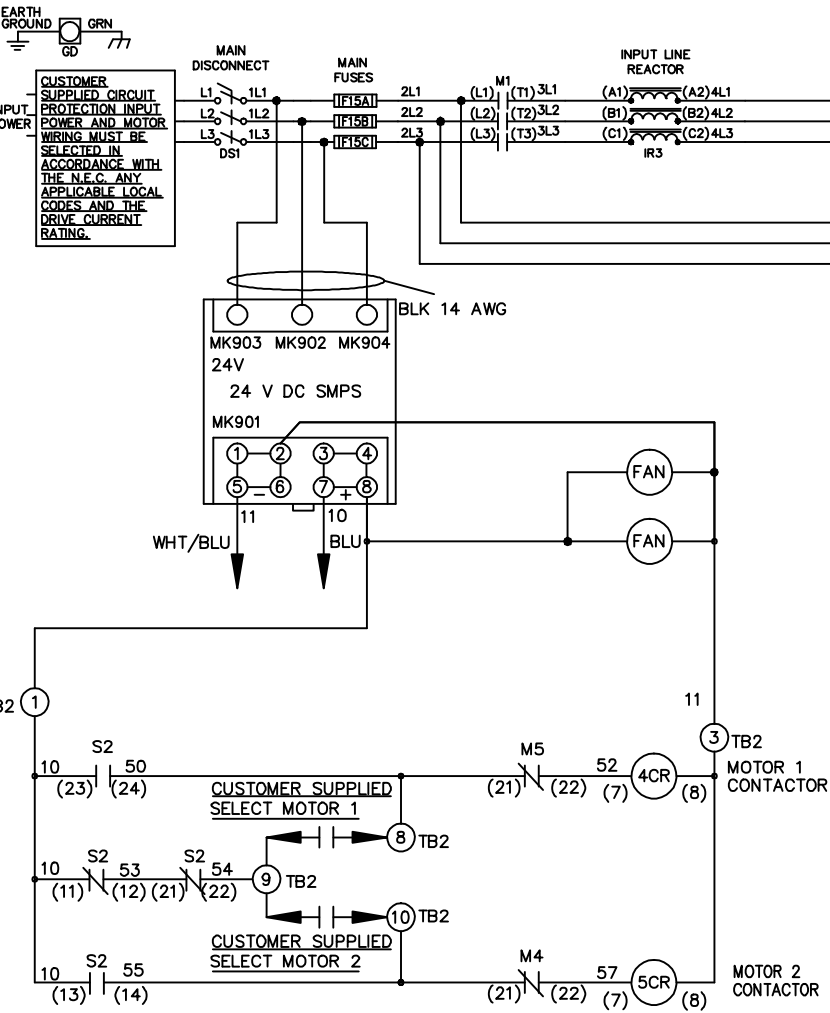 EARTH
GROUND
GRN
GD
CUSTOMER
SUPPLIED CIRCUIT
PROTECTION INPUT
POWER AND MOTOR
WIRING MUST BE
SELECTED IN
ACCORDANCE WITH
THE N.E.C. ANY
APPLICABLE LOCAL
CODES AND THE
DRIVE CURRENT
RATING.
MAIN
DISCONNECT
L1 1L1
L2 1L2
L3 1L3
DS1
MAIN
FUSES
F15A
F15B
F15C
2L1
2L2
2L3
M1
(L1) (T1) 3L1
(L2) (T2) 3L2
(L3) (T3) 3L3
INPUT LINE
REACTOR
(A1) (A2) 4L1
(B1) (B2) 4L2
(C1) (C2) 4L3
IR3
BLK 14 AWG
MK903 MK902 MK904
24V
24 V DC SMPS
MK901
1 2 3 4
5 − 6 7 + 8
11 10
WHT/BLU BLU
FAN
FAN
1
11
3 TB2
S2
10 50
(23) (24)
M5
(21) (22)
52
4CR
(7) (8)
MOTOR 1
CONTACTOR
CUSTOMER SUPPLIED
SELECT MOTOR 1
8 TB2
S2 S2
10 53 54
(11) (12) (21) (22)
9 TB2
10 TB2
CUSTOMER SUPPLIED
SELECT MOTOR 2
S2
10 55
(13) (14)
M4
(21) (22)
57
5CR
(7) (8)
MOTOR 2
CONTACTOR